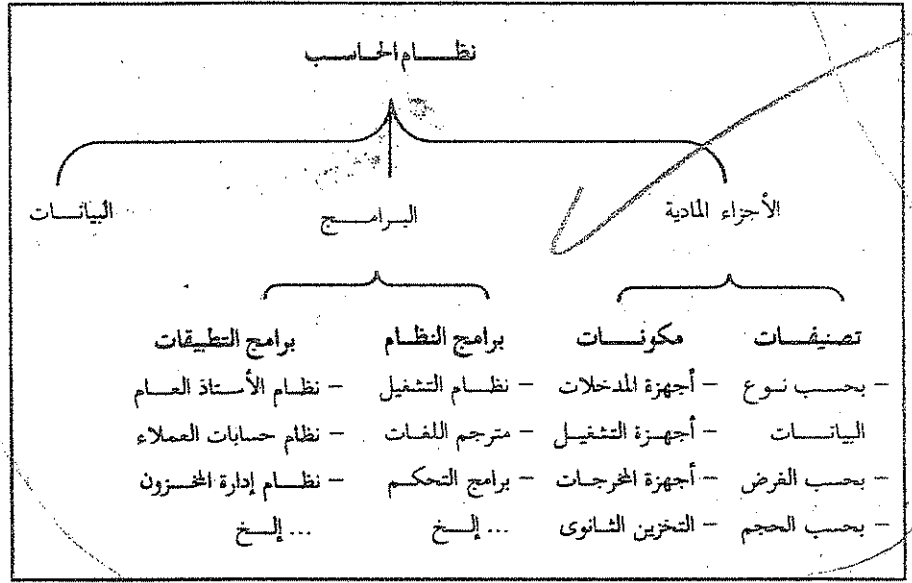 نظام الحاسب
الأجزاء المادية البرامج البيانات
تصنيفات مكونات برامج النظام برامج التطبيقات
– بحسب نوع – أجهزة المدخلات – نظام التشغيل – نظام الأستاذ العام
البيانات – أجهزة التشغيل – مترجم اللغات – نظام حسابات العملاء
– بحسب الغرض – أجهزة المخرجات – برامج التحكم – نظام إدارة المخزون
– بحسب الحجم – التخزين الثانوى ... إلخ ... إلخ